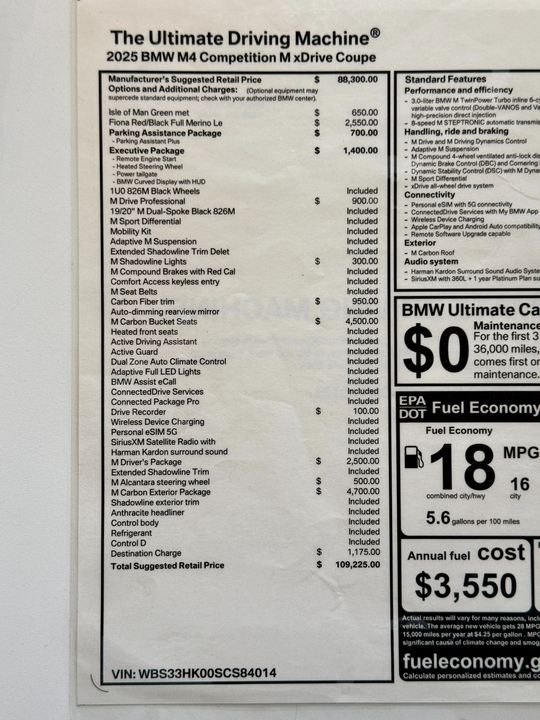 The Ultimate Driving Machine®
2025 BMW M4 Competition M xDrive Coupe
Manufacturer's Suggested Retail Price $ 88,300.00
Options and Additional Charges: (Optional equipment may
supercede standard equipment; check with your authorized BMW center).
Isle of Man Green met $ 650.00
Fiona Red/Black Full Merino Le $ 2,550.00
Parking Assistance Package $ 700.00
- Parking Assistant Plus
Executive Package $ 1,400.00
- Remote Engine Start
- Heated Steering Wheel
- Power tailgate
- BMW Curved Display with HUD
1U0 826M Black Wheels Included
M Drive Professional $ 900.00
19/20" M Dual-Spoke Black 826M Included
M Sport Differential Included
Mobility Kit Included
Adaptive M Suspension Included
Extended Shadowline Trim Delet Included
M Shadowline Lights $ 300.00
M Compound Brakes with Red Cal Included
Comfort Access keyless entry Included
M Seat Belts Included
Carbon Fiber trim $ 950.00
Auto-dimming rearview mirror Included
M Carbon Bucket Seats $ 4,500.00
Heated front seats Included
Active Driving Assistant Included
Active Guard Included
Dual Zone Auto Climate Control Included
Adaptive Full LED Lights Included
BMW Assist eCall Included
ConnectedDrive Services Included
Connected Package Pro Included
Drive Recorder $ 100.00
Wireless Device Charging Included
Personal eSIM 5G Included
SiriusXM Satellite Radio with Included
Harman Kardon surround sound Included
M Driver's Package $ 2,500.00
Extended Shadowline Trim Included
M Alcantara steering wheel $ 500.00
M Carbon Exterior Package $ 4,700.00
Shadowline exterior trim Included
Anthracite headliner Included
Control body Included
Refrigerant Included
Control D Included
Destination Charge $ 1,175.00
Total Suggested Retail Price $ 109,225.00
VIN: WBS33HK00SCS84014
Standard Features
Performance and efficiency
- 3.0-liter BMW M TwinPower Turbo inline 6-cy
variable valve control (Double-VANOS and Va
high-precision direct injection
- 8-speed M STEPTRONIC automatic transmis
Handling, ride and braking
- M Drive and M Driving Dynamics Control
- Adaptive M Suspension
- M Compound 4-wheel ventilated anti-lock dis
Dynamic Brake Control (DBC) and Cornering
- Dynamic Stability Control (DSC) with M Dyna
- M Sport Differential
- xDrive all-wheel drive system
Connectivity
- Personal eSIM with 5G connectivity
- ConnectedDrive Services with My BMW App
- Wireless Device Charging
- Apple CarPlay and Android Auto compatibility
- Remote Software Upgrade capable
Exterior
- M Carbon Roof
Audio system
- Harman Kardon Surround Sound Audio Syste
- SiriusXM with 360L + 1 year Platinum Plan su
BMW Ultimate Ca
$0
Maintenance
For the first 3
36,000 miles,
comes first or
maintenance.
EPA
DOT
Fuel Economy
Fuel Economy
18 MPG
combined city/hwy
16
city
5.6 gallons per 100 miles
Annual fuel cost
$3,550
Actual results will vary for many reasons, incl
vehicle. The average new vehicle gets 28 MPG
15,000 miles per year at $4.25 per gallon . MPG
significant cause of climate change and smog
fueleconomy.g
Calculate personalized estimates and co